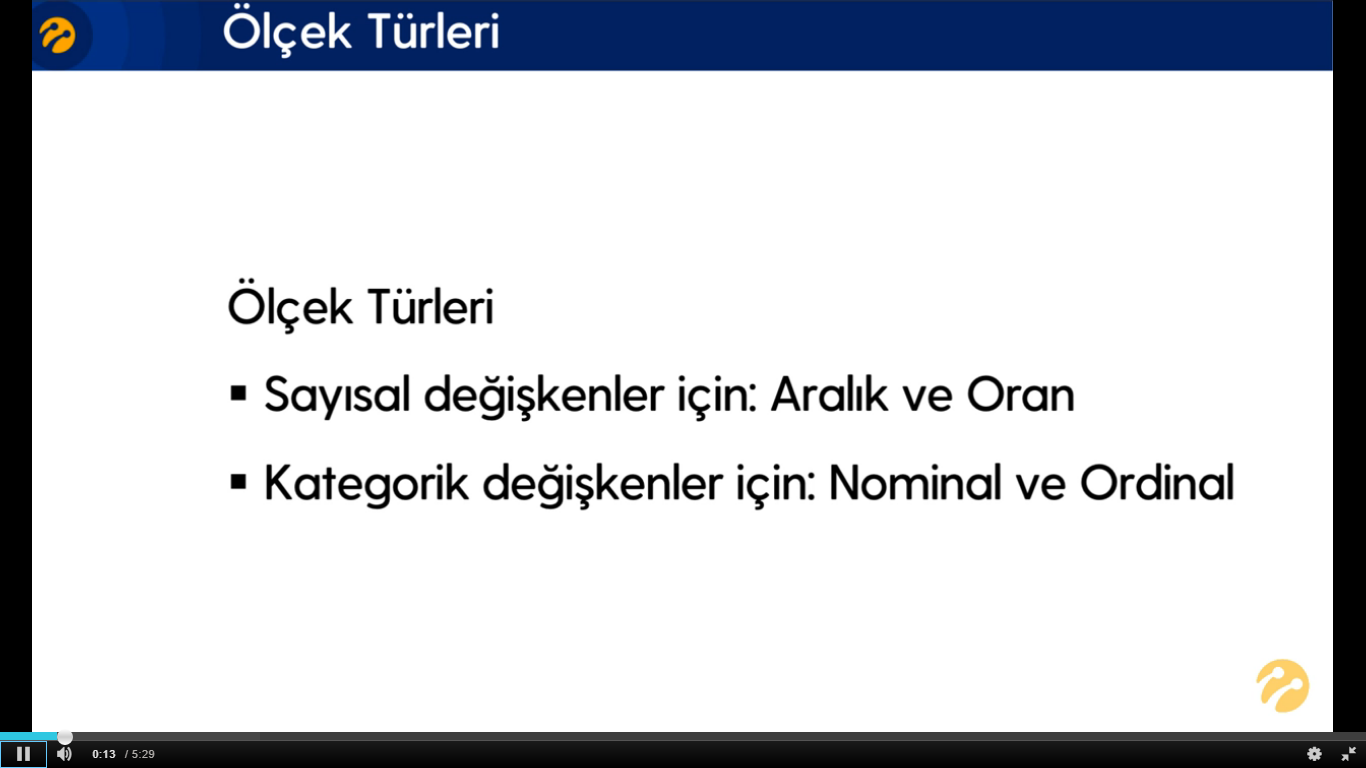 Ölçek Türleri
Ölçek Türleri
▪ Sayısal değişkenler için: Aralık ve Oran
▪ Kategorik değişkenler için: Nominal ve Ordinal
0:13 / 5:29